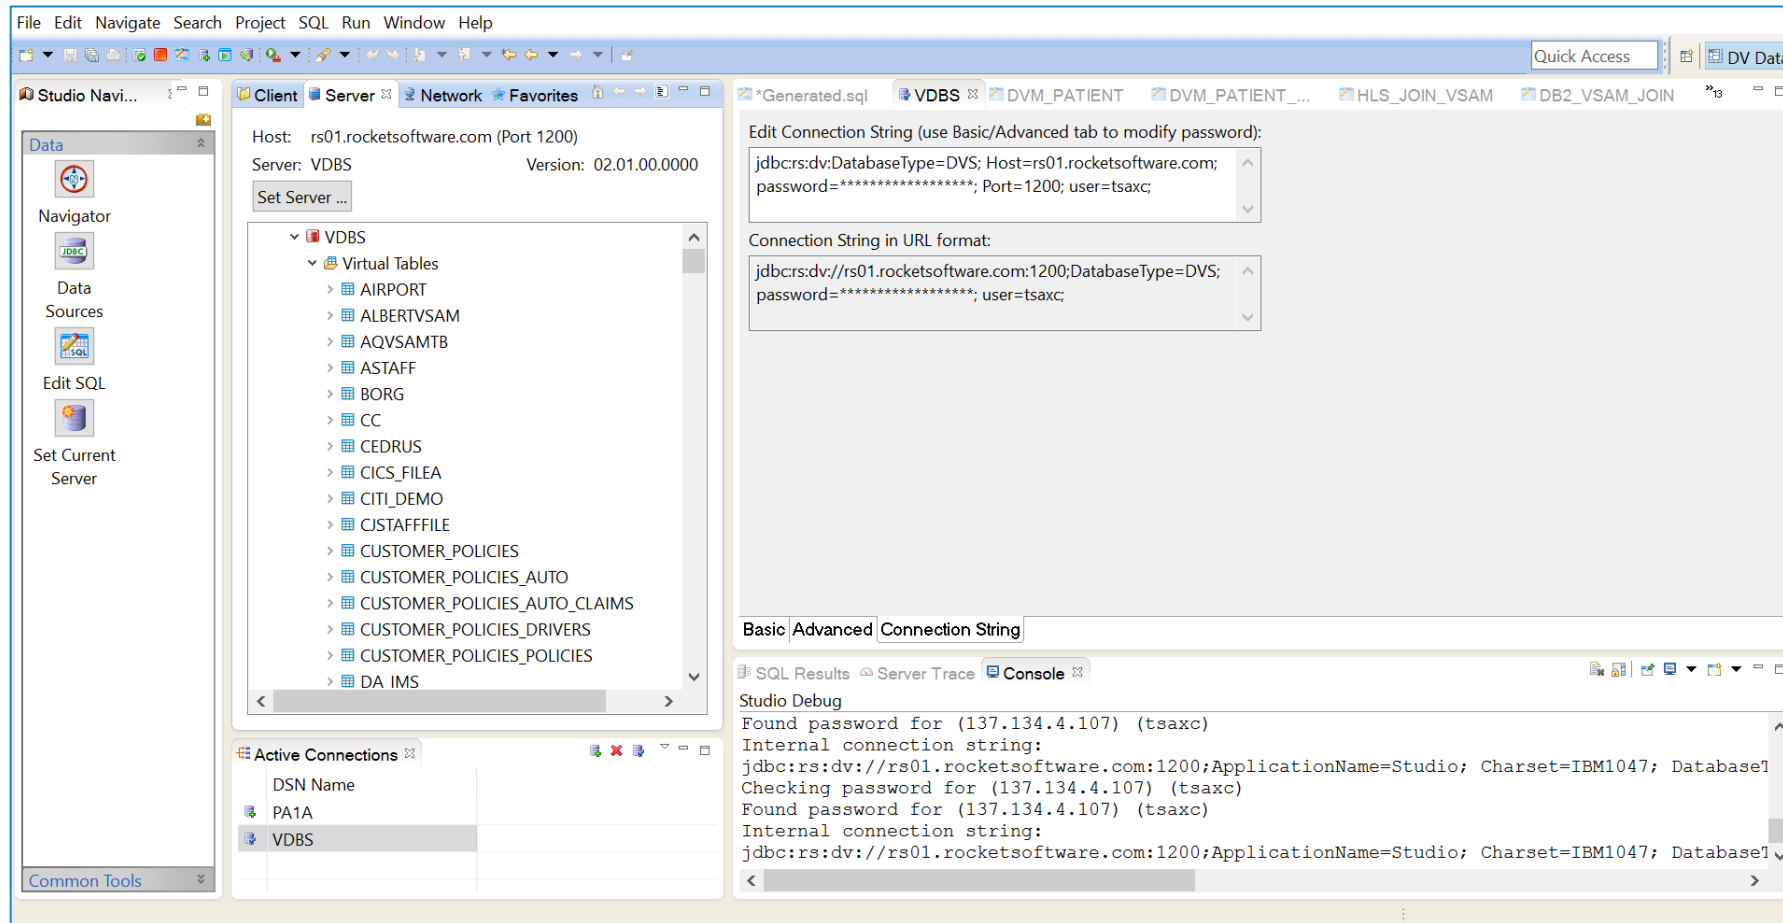 File Edit Navigate Search Project SQL Run Window Help
Quick Access
DV Data
Studio Navi...
Data
Navigator
JDBC
Data
Sources
SQL
Edit SQL
Set Current
Server
Common Tools
Client Server Network Favorites
Host: rs01.rocketsoftware.com (Port 1200)
Server: VDBS Version: 02.01.00.0000
Set Server ...
VDBS
Virtual Tables
AIRPORT
ALBERTVSAM
AQVSAMTB
ASTAFF
BORG
CC
CEDRUS
CICS_FILEA
CITI_DEMO
CJSTAFFFILE
CUSTOMER_POLICIES
CUSTOMER_POLICIES_AUTO
CUSTOMER_POLICIES_AUTO_CLAIMS
CUSTOMER_POLICIES_DRIVERS
CUSTOMER_POLICIES_POLICIES
DA_IMS
Active Connections
DSN Name
PA1A
VDBS
*Generated.sql VDBS DVM_PATIENT DVM_PATIENT_... HLS_JOIN_VSAM DB2_VSAM_JOIN »13
Edit Connection String (use Basic/Advanced tab to modify password):
jdbc:rs:dv:DatabaseType=DVS; Host=rs01.rocketsoftware.com;
password=******************; Port=1200; user=tsaxc;
Connection String in URL format:
jdbc:rs:dv://rs01.rocketsoftware.com:1200;DatabaseType=DVS;
password=******************; user=tsaxc;
Basic Advanced Connection String
SQL Results Server Trace Console
Studio Debug
Found password for (137.134.4.107) (tsaxc)
Internal connection string:
jdbc:rs:dv://rs01.rocketsoftware.com:1200;ApplicationName=Studio; Charset=IBM1047; DatabaseT
Checking password for (137.134.4.107) (tsaxc)
Found password for (137.134.4.107) (tsaxc)
Internal connection string:
jdbc:rs:dv://rs01.rocketsoftware.com:1200;ApplicationName=Studio; Charset=IBM1047; DatabaseT